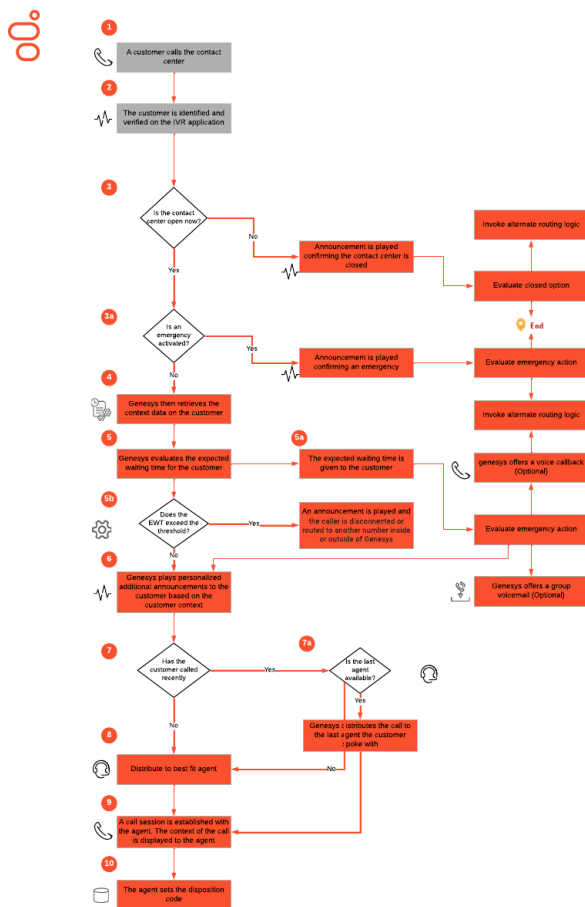 1
A customer calls the contact
center
2
The customer is identified and
verified on the IVR application
3
Is the contact
center open now?
No
Yes
Announcement is played
confirming the contact center is
closed
Invoke alternate routing logic
Evaluate closed option
End
3a
Is an
emergency
activated?
Yes
No
Announcement is played
confirming an emergency
Evaluate emergency action
Invoke alternate routing logic
4
Genesys then retrieves the
context data on the customer
5
Genesys evaluates the expected
waiting time for the customer
5a
The expected waiting time is
given to the customer
genesys offers a voice callback
(Optional)
5b
Does the
EWT exceed the
threshold?
Yes
No
An announcement is played and
the caller is disconnected or
routed to another number inside
or outside of Genesys
Evaluate emergency action
Genesys offers a group
voicemail (Optional)
6
Genesys plays personalized
additional announcements to the
customer based on the
customer context
7
Has the
customer called
recently
Yes
No
7a
Is the last
agent
available?
Yes
No
Genesys distributes the call to
the last agent the customer
spoke with
8
Distribute to best fit agent
9
A call session is established with
the agent. The context of the call
is displayed to the agent
10
The agent sets the disposition
code